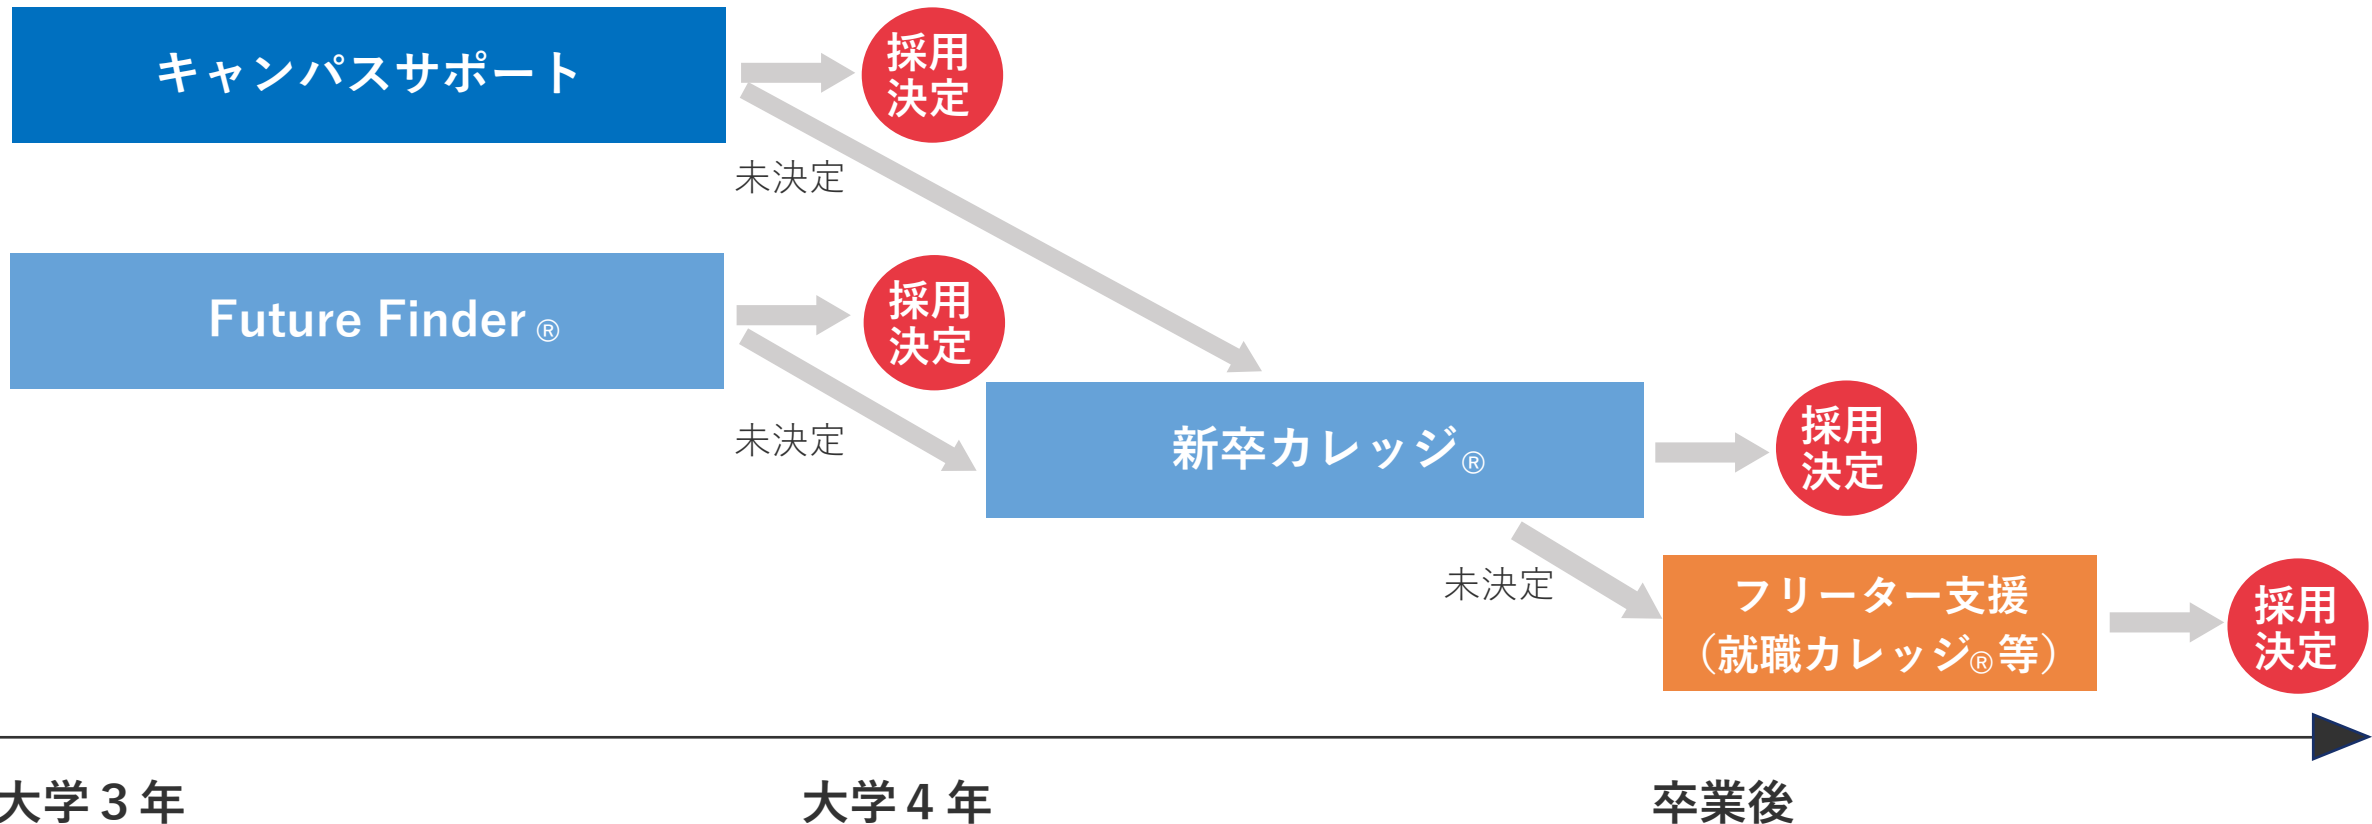 キャンパスサポート
採用
決定
未決定
Future Finder ®
採用
決定
未決定
新卒カレッジ®
採用
決定
未決定
フリーター支援
（就職カレッジ®等）
採用
決定
大学３年
大学４年
卒業後